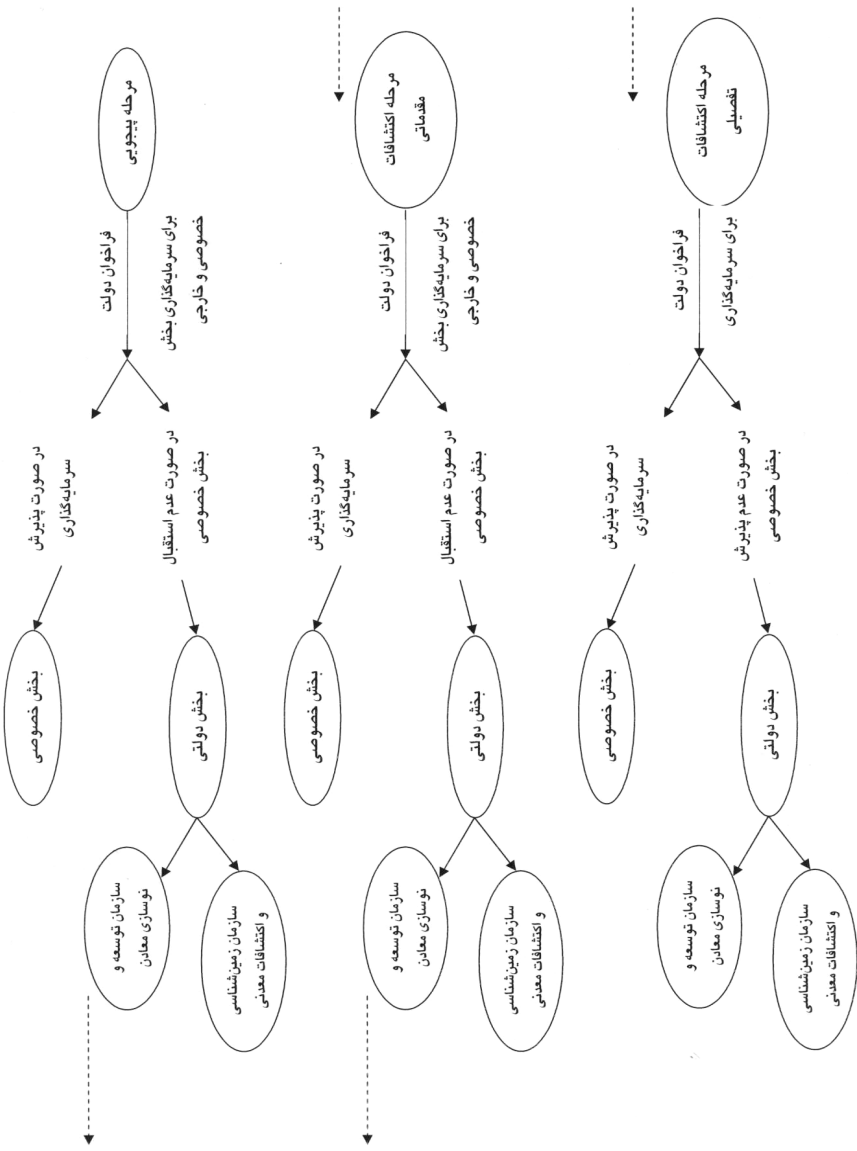 مرحله پیجویی
فراخوان دولت
برای سرمایه‌گذاری بخش
خصوصی و خارجی
در صورت پذیرش
سرمایه‌گذاری
بخش خصوصی
در صورت عدم استقبال
بخش خصوصی
بخش دولتی
سازمان توسعه و
نوسازی معادن
سازمان زمین‌شناسی
و اکتشافات معدنی
مرحله اکتشافات
مقدماتی
فراخوان دولت
برای سرمایه‌گذاری بخش
خصوصی و خارجی
در صورت پذیرش
سرمایه‌گذاری
بخش خصوصی
در صورت عدم استقبال
بخش خصوصی
بخش دولتی
سازمان توسعه و
نوسازی معادن
سازمان زمین‌شناسی
و اکتشافات معدنی
مرحله اکتشافات
تفصیلی
فراخوان دولت
برای سرمایه‌گذاری
در صورت پذیرش
سرمایه‌گذاری
بخش خصوصی
در صورت عدم پذیرش
بخش خصوصی
بخش دولتی
سازمان توسعه و
نوسازی معادن
سازمان زمین‌شناسی
و اکتشافات معدنی